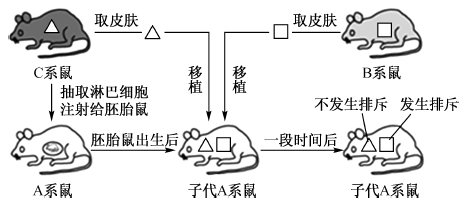 取皮肤
取皮肤
C系鼠
移植
移植
B系鼠
抽取淋巴细胞
注射给胚胎鼠
不发生排斥
发生排斥
胚胎鼠出生后
一段时间后
A系鼠
子代A系鼠
子代A系鼠